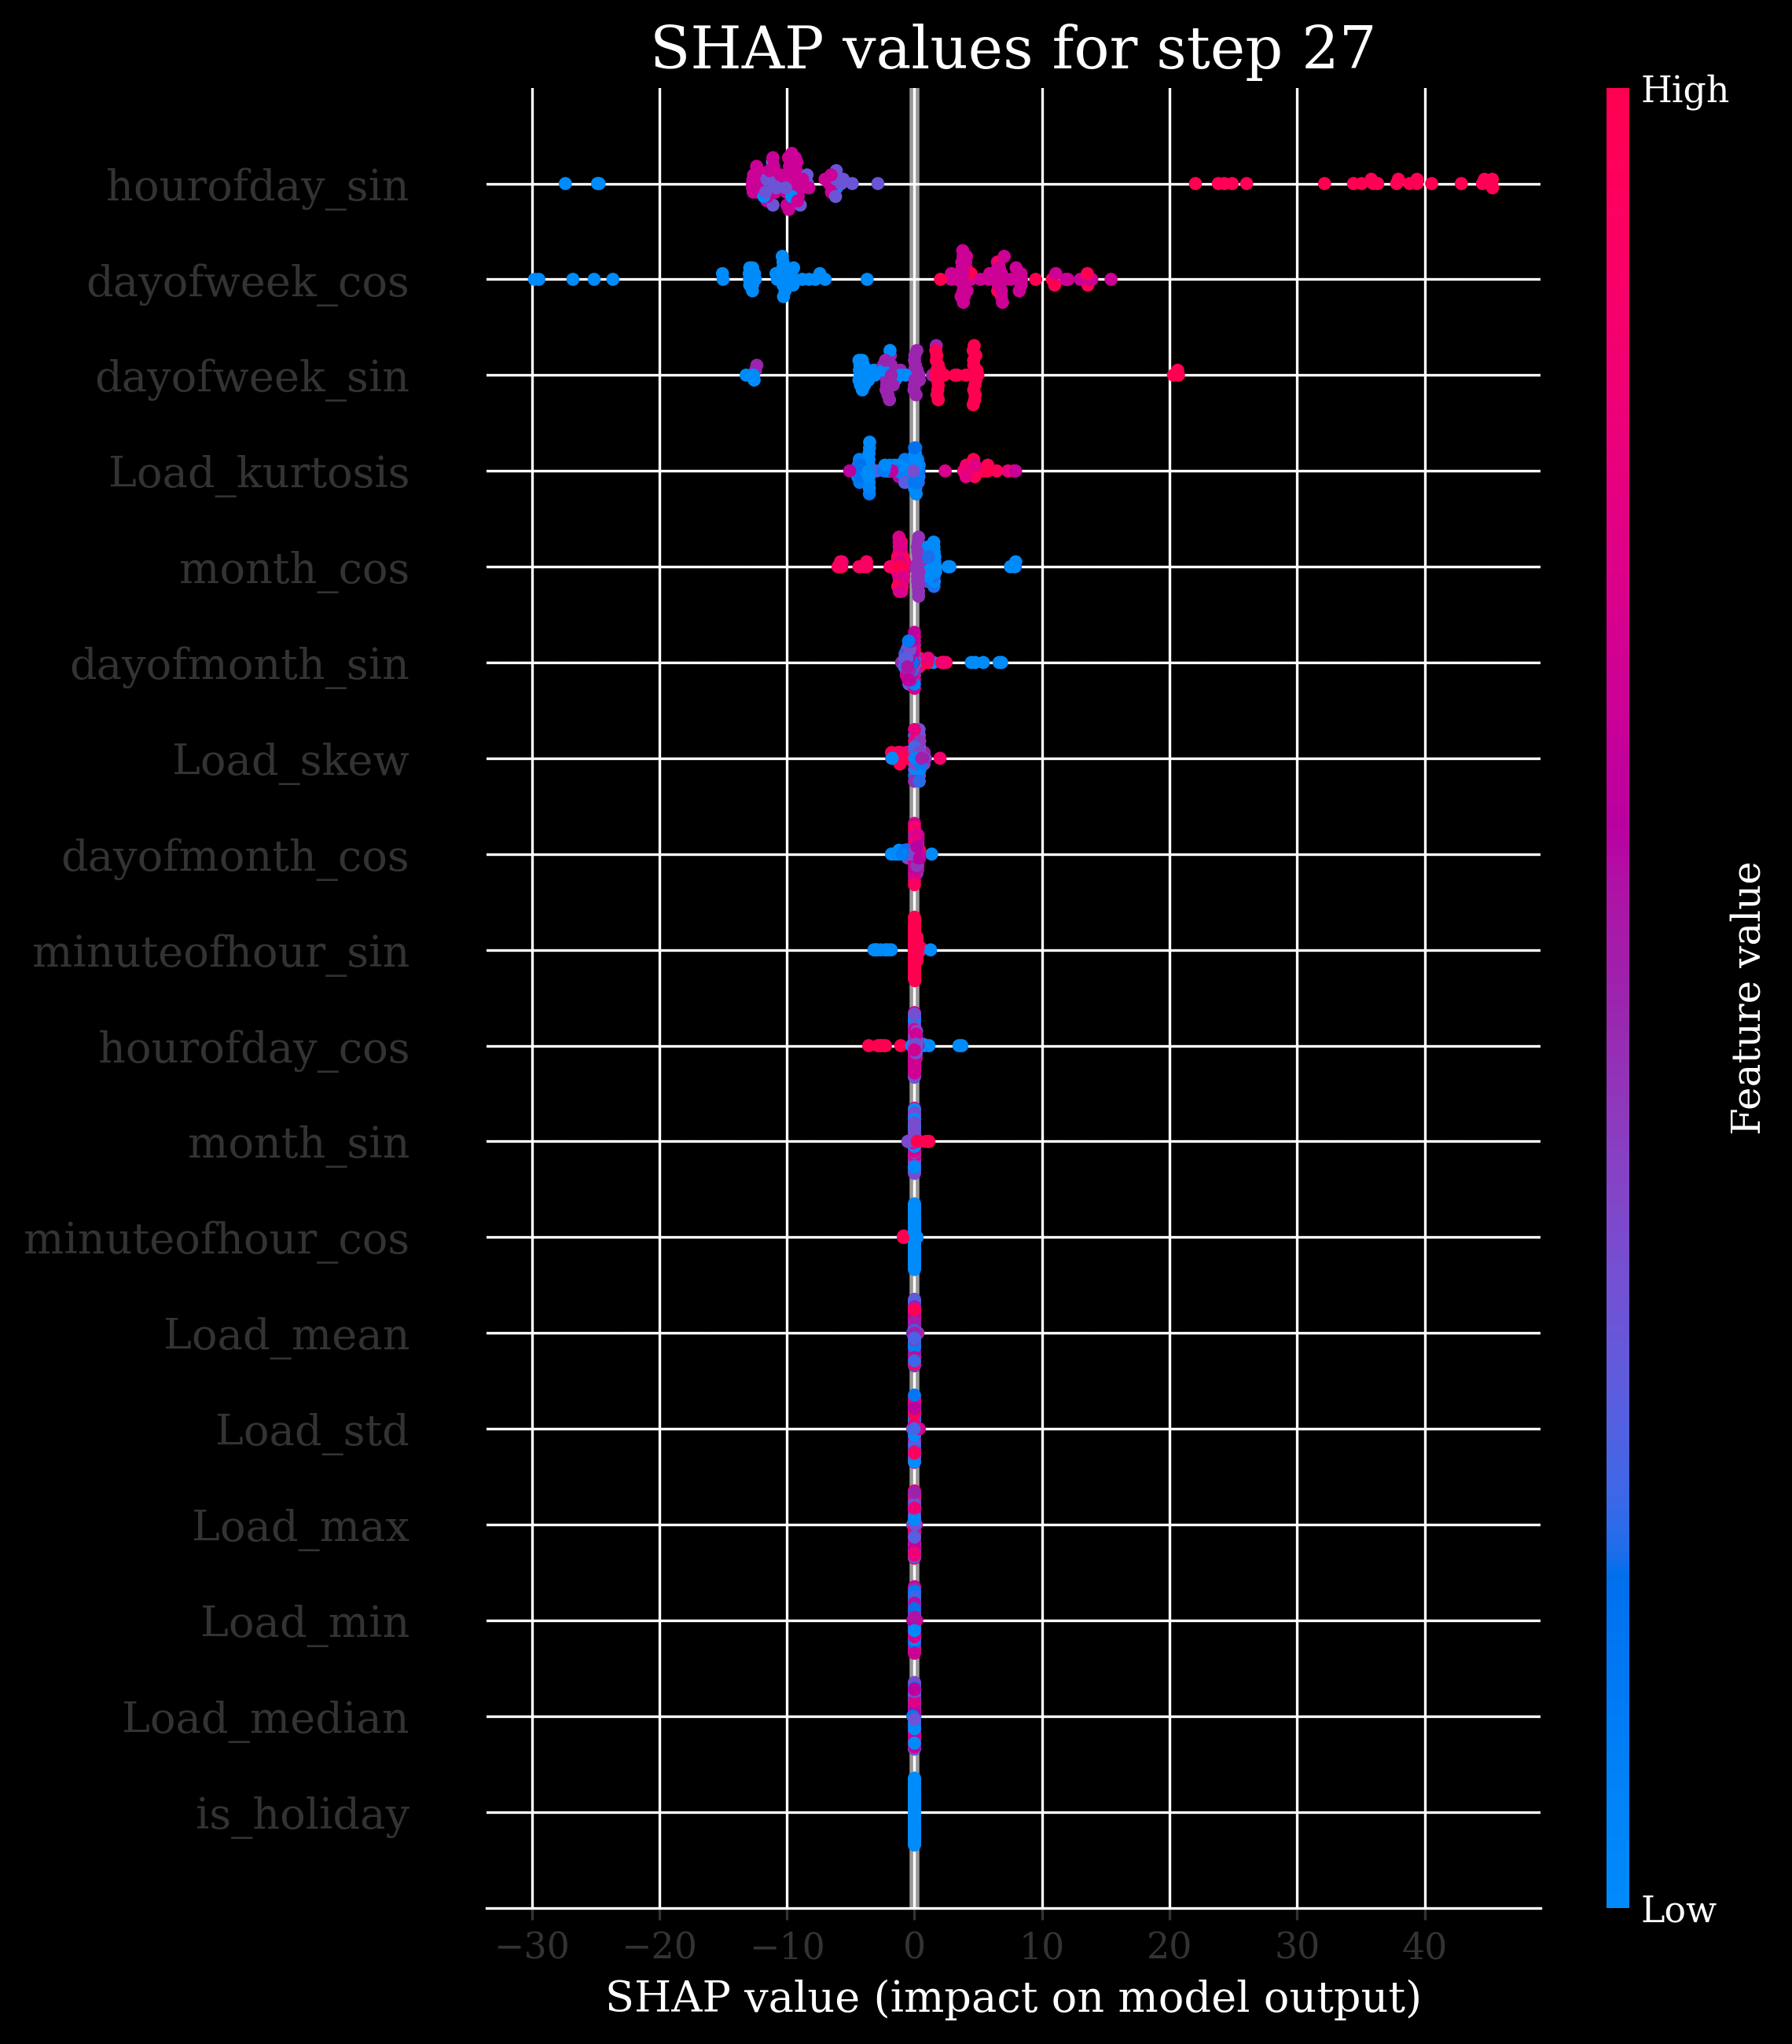 SHAP values for step 27
High
hourofday_sin
dayofweek_cos
dayofweek_sin
Load_kurtosis
month_cos
dayofmonth_sin
Load_skew
dayofmonth_cos
minuteofhour_sin
hourofday_cos
month_sin
minuteofhour_cos
Load_mean
Load_std
Load_max
Load_min
Load_median
is_holiday
Feature value
Low
−30 −20 −10 0 10 20 30 40
SHAP value (impact on model output)